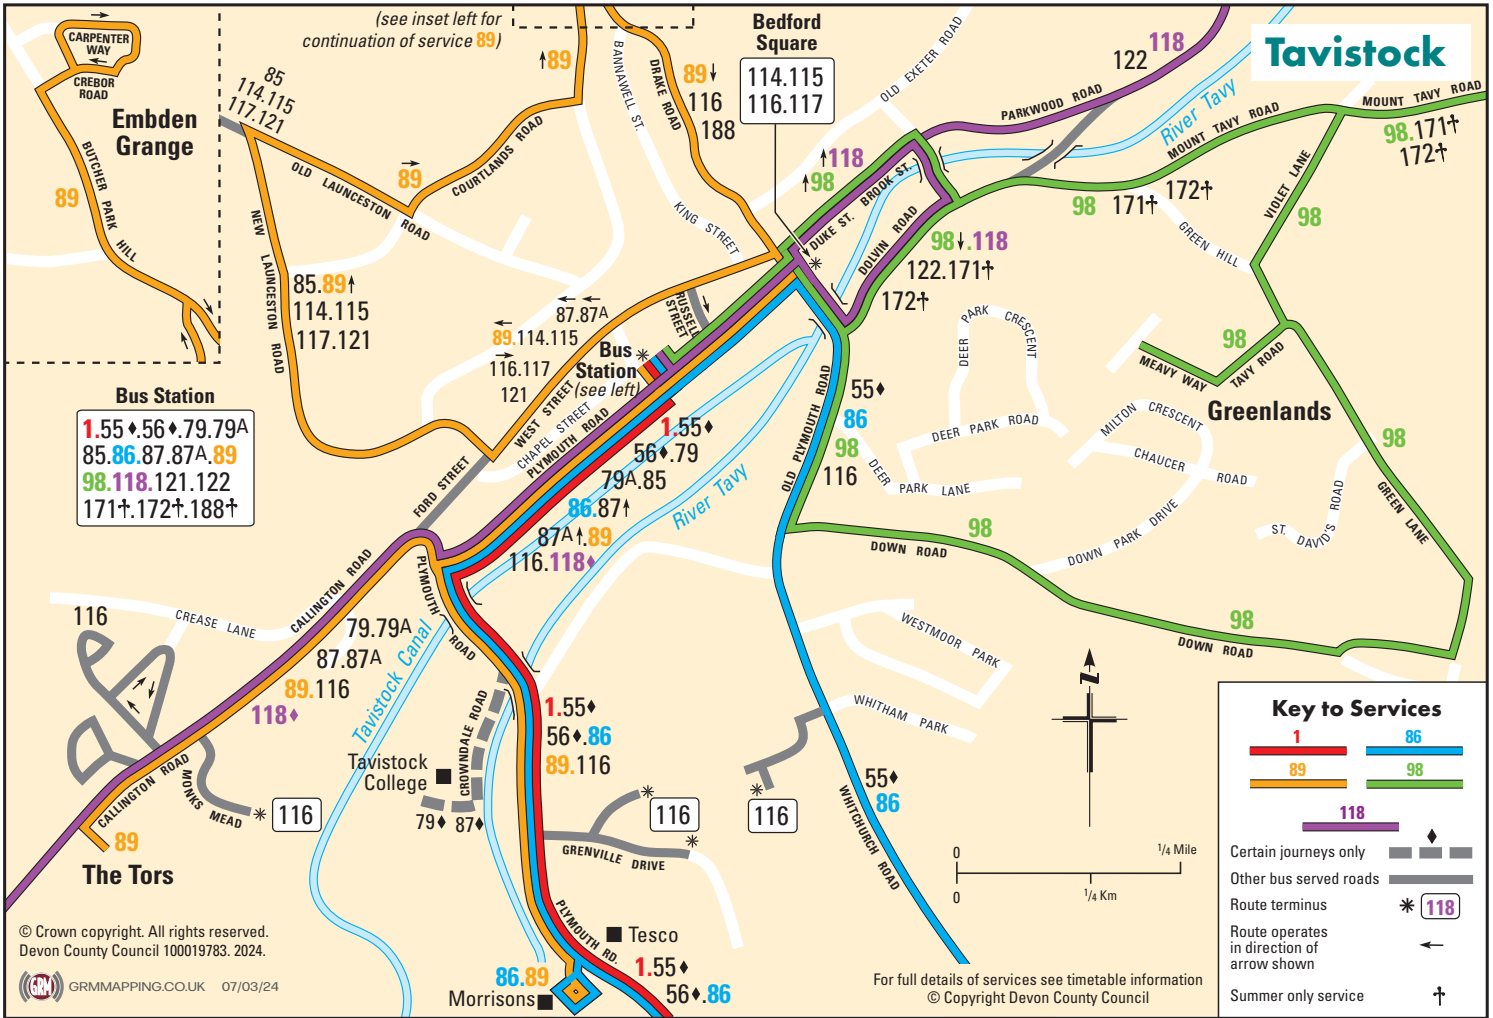 Tavistock
(see inset left for
continuation of service 89)
CARPENTER
WAY
CREBOR
ROAD
Embden
Grange
BUTCHER PARK HILL
89
85
114.115
117.121
↑89
OLD LAUNCESTON ROAD
→
89
COURTLANDS ROAD
NEW LAUNCESTON ROAD
85.89↑
114.115
117.121
BANNAWELL ST.
DRAKE ROAD
89↓
116
188
Bedford
Square
114.115
116.117
OLD EXETER ROAD
122
118
PARKWOOD ROAD
River Tavy
MOUNT TAVY ROAD
MOUNT TAVY ROAD
98.171†
172†
↑118
↑98
KING STREET
DUKE ST.
BROOK ST.
DOLVIN ROAD
98↓.118
122.171†
172†
98
171†
172†
GREEN HILL
VIOLET LANE
98
RUSSELL STREET
← ←
87.87A
←
89.114.115
→
116.117
121
Bus
Station
(see left)
WEST STREET
CHAPEL STREET
PLYMOUTH ROAD
FORD STREET
Bus Station
1.55♦.56♦.79.79A
85.86.87.87A.89
98.118.121.122
171†.172†.188†
1.55♦
56♦.79
79A.85
86.87↑
87A↑.89
116.118♦
River Tavy
OLD PLYMOUTH ROAD
55♦
86
98
116
DEER PARK CRESCENT
DEER PARK ROAD
DEER PARK LANE
MEAVY WAY
TAVY ROAD
98
Greenlands
MILTON CRESCENT
CHAUCER ROAD
DOWN PARK DRIVE
ST. DAVID'S ROAD
98
GREEN LANE
98
DOWN ROAD
98
DOWN ROAD
CALLINGTON ROAD
PLYMOUTH ROAD
CREASE LANE
116
79.79A
87.87A
89.116
118♦
Tavistock Canal
CALLINGTON ROAD
MONKS MEAD
116
89
The Tors
Tavistock
College
CROWNDALE ROAD
79♦
87♦
1.55♦
56♦.86
89.116
116
GRENVILLE DRIVE
116
WESTMOOR PARK
WHITHAM PARK
55♦
86
WHITCHURCH ROAD
PLYMOUTH RD.
Tesco
1.55♦
56♦.86
86.89
Morrisons
N
0
1/4 Mile
0
1/4 Km
Key to Services
1
86
89
98
118
♦
Certain journeys only
Other bus served roads
Route terminus
118
Route operates
in direction of
arrow shown
Summer only service †
© Crown copyright. All rights reserved.
Devon County Council 100019783. 2024.
GRM
GRMMAPPING.CO.UK 07/03/24
For full details of services see timetable information
© Copyright Devon County Council